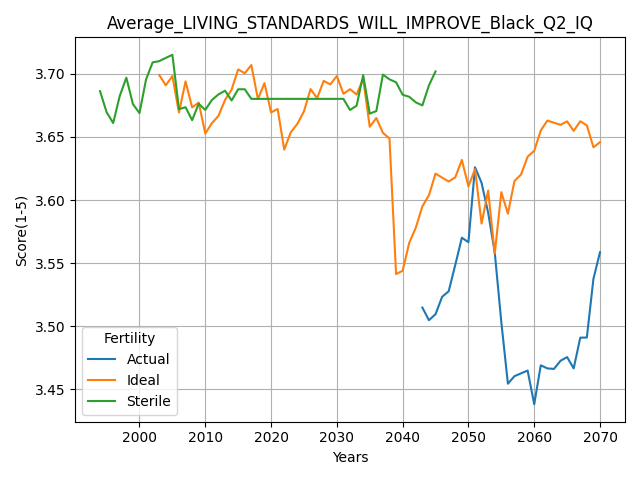 Average_LIVING_STANDARDS_WILL_IMPROVE_Black_Q2_IQ
Score(1-5)
3.70
3.65
3.60
3.55
3.50
3.45
Fertility
Actual
Ideal
Sterile
2000 2010 2020 2030 2040 2050 2060 2070
Years